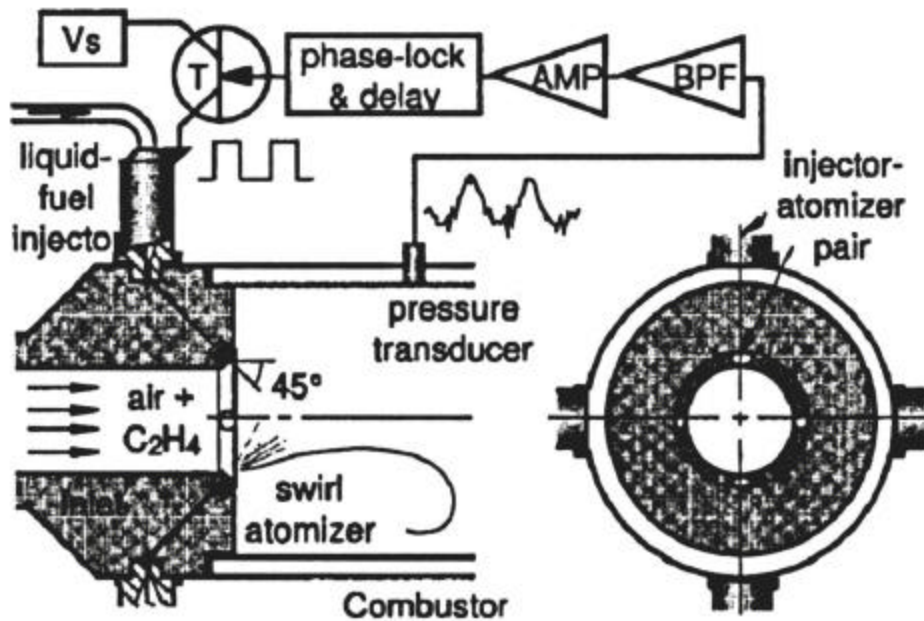 Vs
T
phase-lock
& delay
AMP
BPF
liquid-
fuel
injecto
injector-
atomizer
pair
pressure
transducer
45°
air +
C₂H₄
swirl
atomizer
Inlet
Combustor